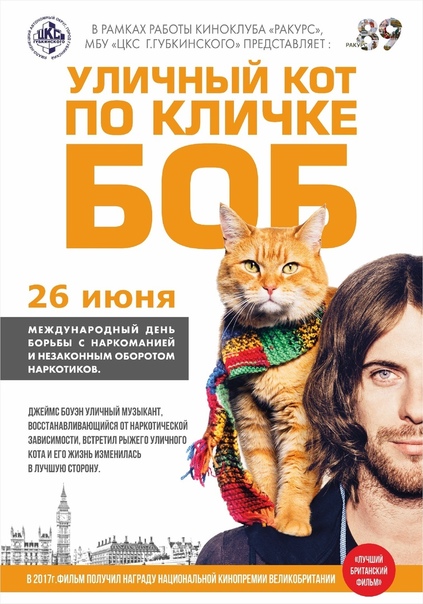 В РАМКАХ РАБОТЫ КИНОКЛУБА «РАКУРС»,
МБУ «ЦКС Г.ГУБКИНСКОГО» ПРЕДСТАВЛЯЕТ :
ЦКС
ГУБКИНСКОГО
РАКУРС 89
УЛИЧНЫЙ КОТ
ПО КЛИЧКЕ
БОБ
26 июня
МЕЖДУНАРОДНЫЙ ДЕНЬ
БОРЬБЫ С НАРКОМАНИЕЙ
И НЕЗАКОННЫМ ОБОРОТОМ
НАРКОТИКОВ.
ДЖЕЙМС БОУЭН УЛИЧНЫЙ МУЗЫКАНТ,
ВОССТАНАВЛИВАЮЩИЙСЯ ОТ НАРКОТИЧЕСКОЙ
ЗАВИСИМОСТИ, ВСТРЕТИЛ РЫЖЕГО УЛИЧНОГО
КОТА И ЕГО ЖИЗНЬ ИЗМЕНИЛАСЬ
В ЛУЧШУЮ СТОРОНУ.
В 2017г. ФИЛЬМ ПОЛУЧИЛ НАГРАДУ НАЦИОНАЛЬНОЙ КИНОПРЕМИИ ВЕЛИКОБРИТАНИИ
«ЛУЧШИЙ
БРИТАНСКИЙ
ФИЛЬМ»